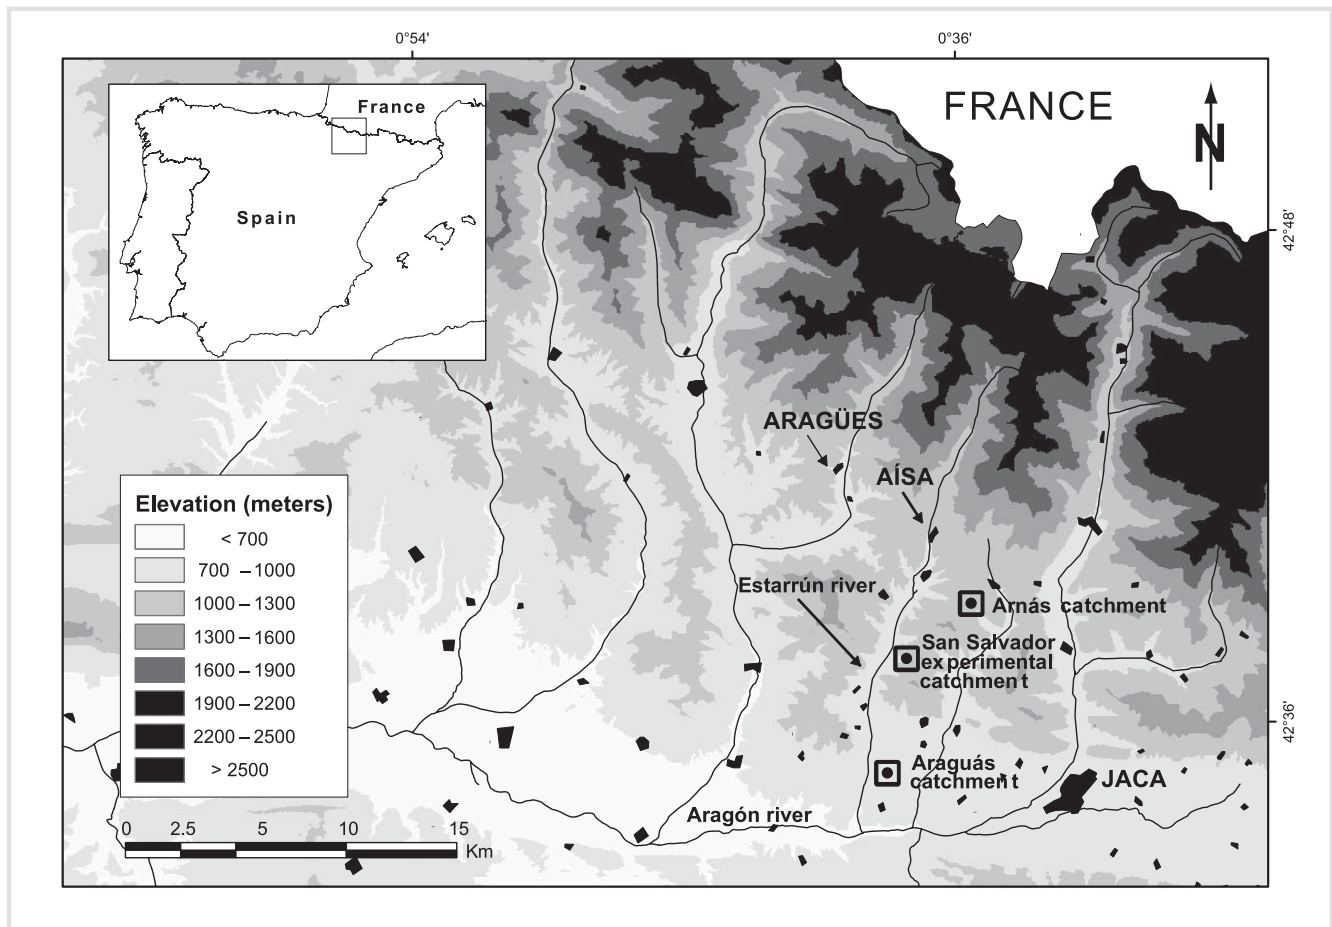 0°54'
0°36'
France
Spain
FRANCE
N
42°48'
ARAGÜES
AÍSA
Elevation (meters)
< 700
700 – 1000
1000 – 1300
1300 – 1600
1600 – 1900
1900 – 2200
2200 – 2500
> 2500
Estarrún river
Arnás catchment
San Salvador
experimental
catchment
42°36'
Araguás
catchment
JACA
Aragón river
0 2.5 5 10 15
Km